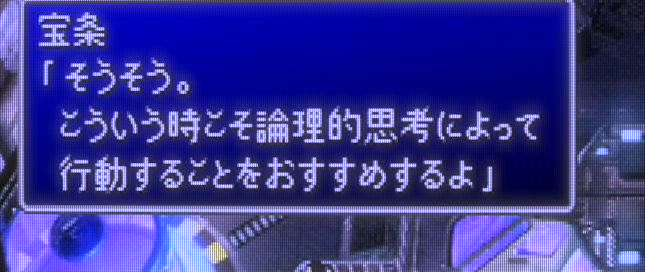 宝条
「そうそう。
こういう時こそ論理的思考によって
行動することをおすすめするよ」